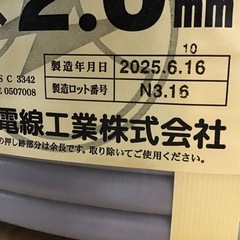 2.0mm
10
製造年月日 2025.6.16
S C 3342
E 0507008
製造ロット番号 N3.16
電線工業株式会社
の押し跡部分は余長です。取り除いてご使用ください。